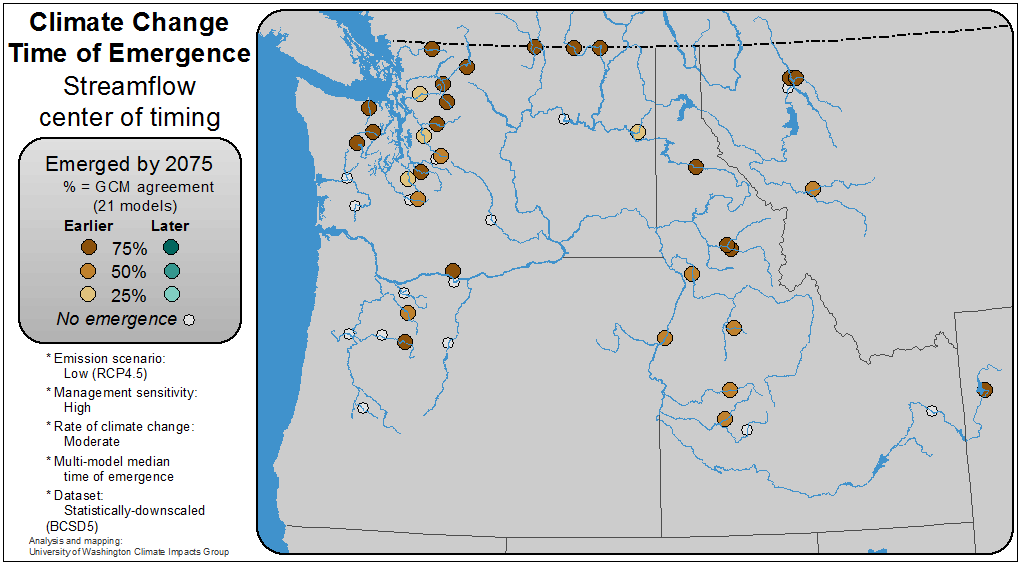 Climate Change
Time of Emergence
Streamflow
center of timing
Emerged by 2075
% = GCM agreement
(21 models)
Earlier Later
75%
50%
25%
No emergence
* Emission scenario:
Low (RCP4.5)
* Management sensitivity:
High
* Rate of climate change:
Moderate
* Multi-model median
time of emergence
* Dataset:
Statistically-downscaled
(BCSD5)
Analysis and mapping:
University of Washington Climate Impacts Group